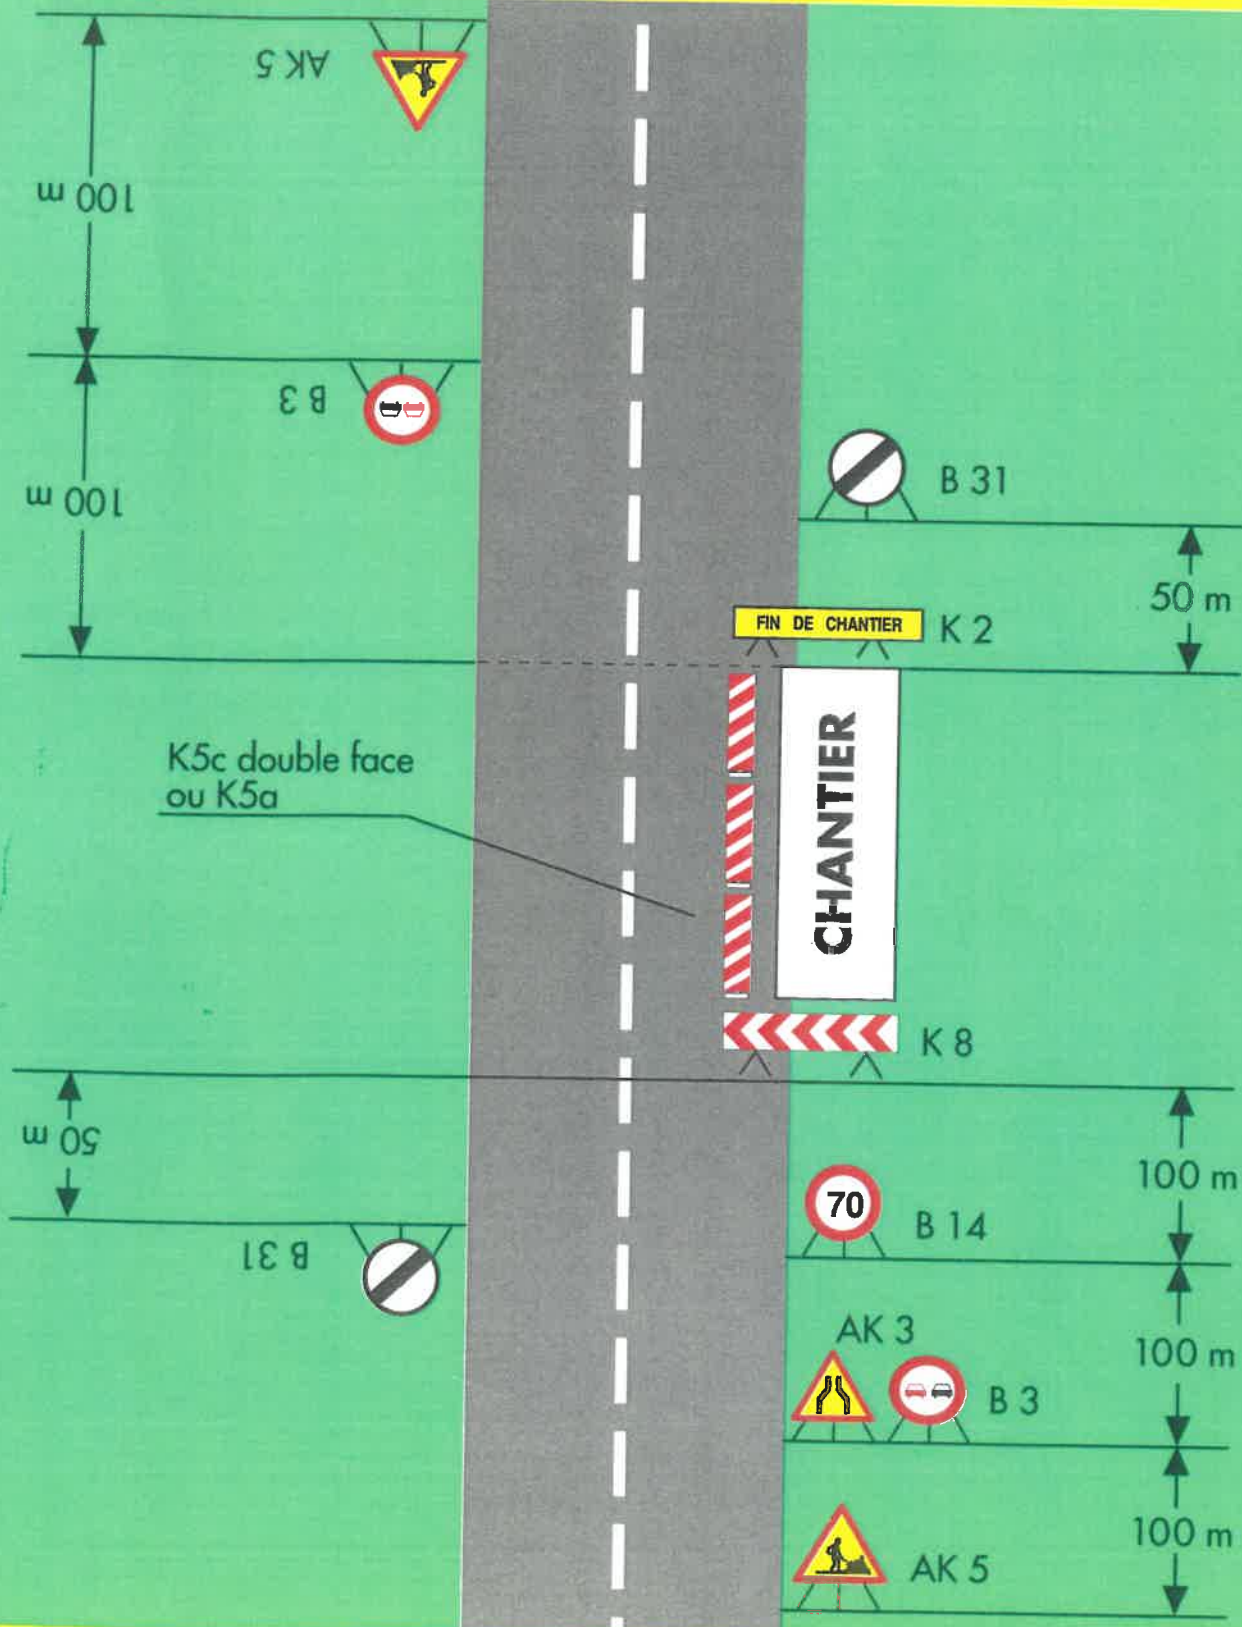 AK 5
100 m
B 3
100 m
B 31
50 m
FIN DE CHANTIER
K 2
K5c double face
ou K5a
CHANTIER
K 8
50 m
B 31
100 m
70
B 14
100 m
AK 3
B 3
100 m
AK 5